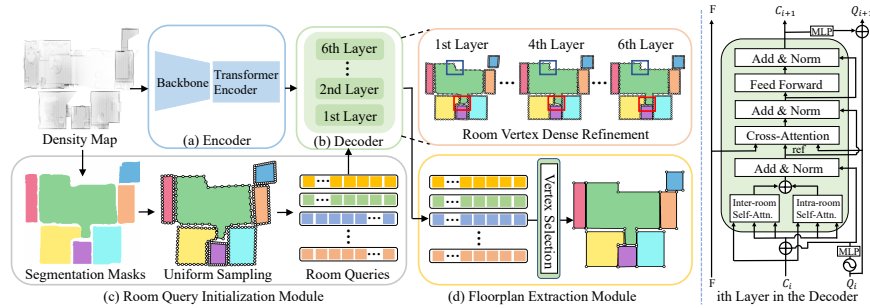 Density Map
Backbone
Transformer
Encoder
(a) Encoder
6th Layer
2nd Layer
1st Layer
(b) Decoder
1st Layer
4th Layer
6th Layer
Room Vertex Dense Refinement
Segmentation Masks
Uniform Sampling
Room Queries
(c) Room Query Initialization Module
Vertex Selection
(d) Floorplan Extraction Module
F
C_{i+1}
Q_{i+1}
MLP
Add & Norm
Feed Forward
Add & Norm
Cross-Attention
ref
Add & Norm
Inter-room
Self-Attn.
Intra-room
Self-Attn.
MLP
F
C_i
Q_i
ith Layer in the Decoder